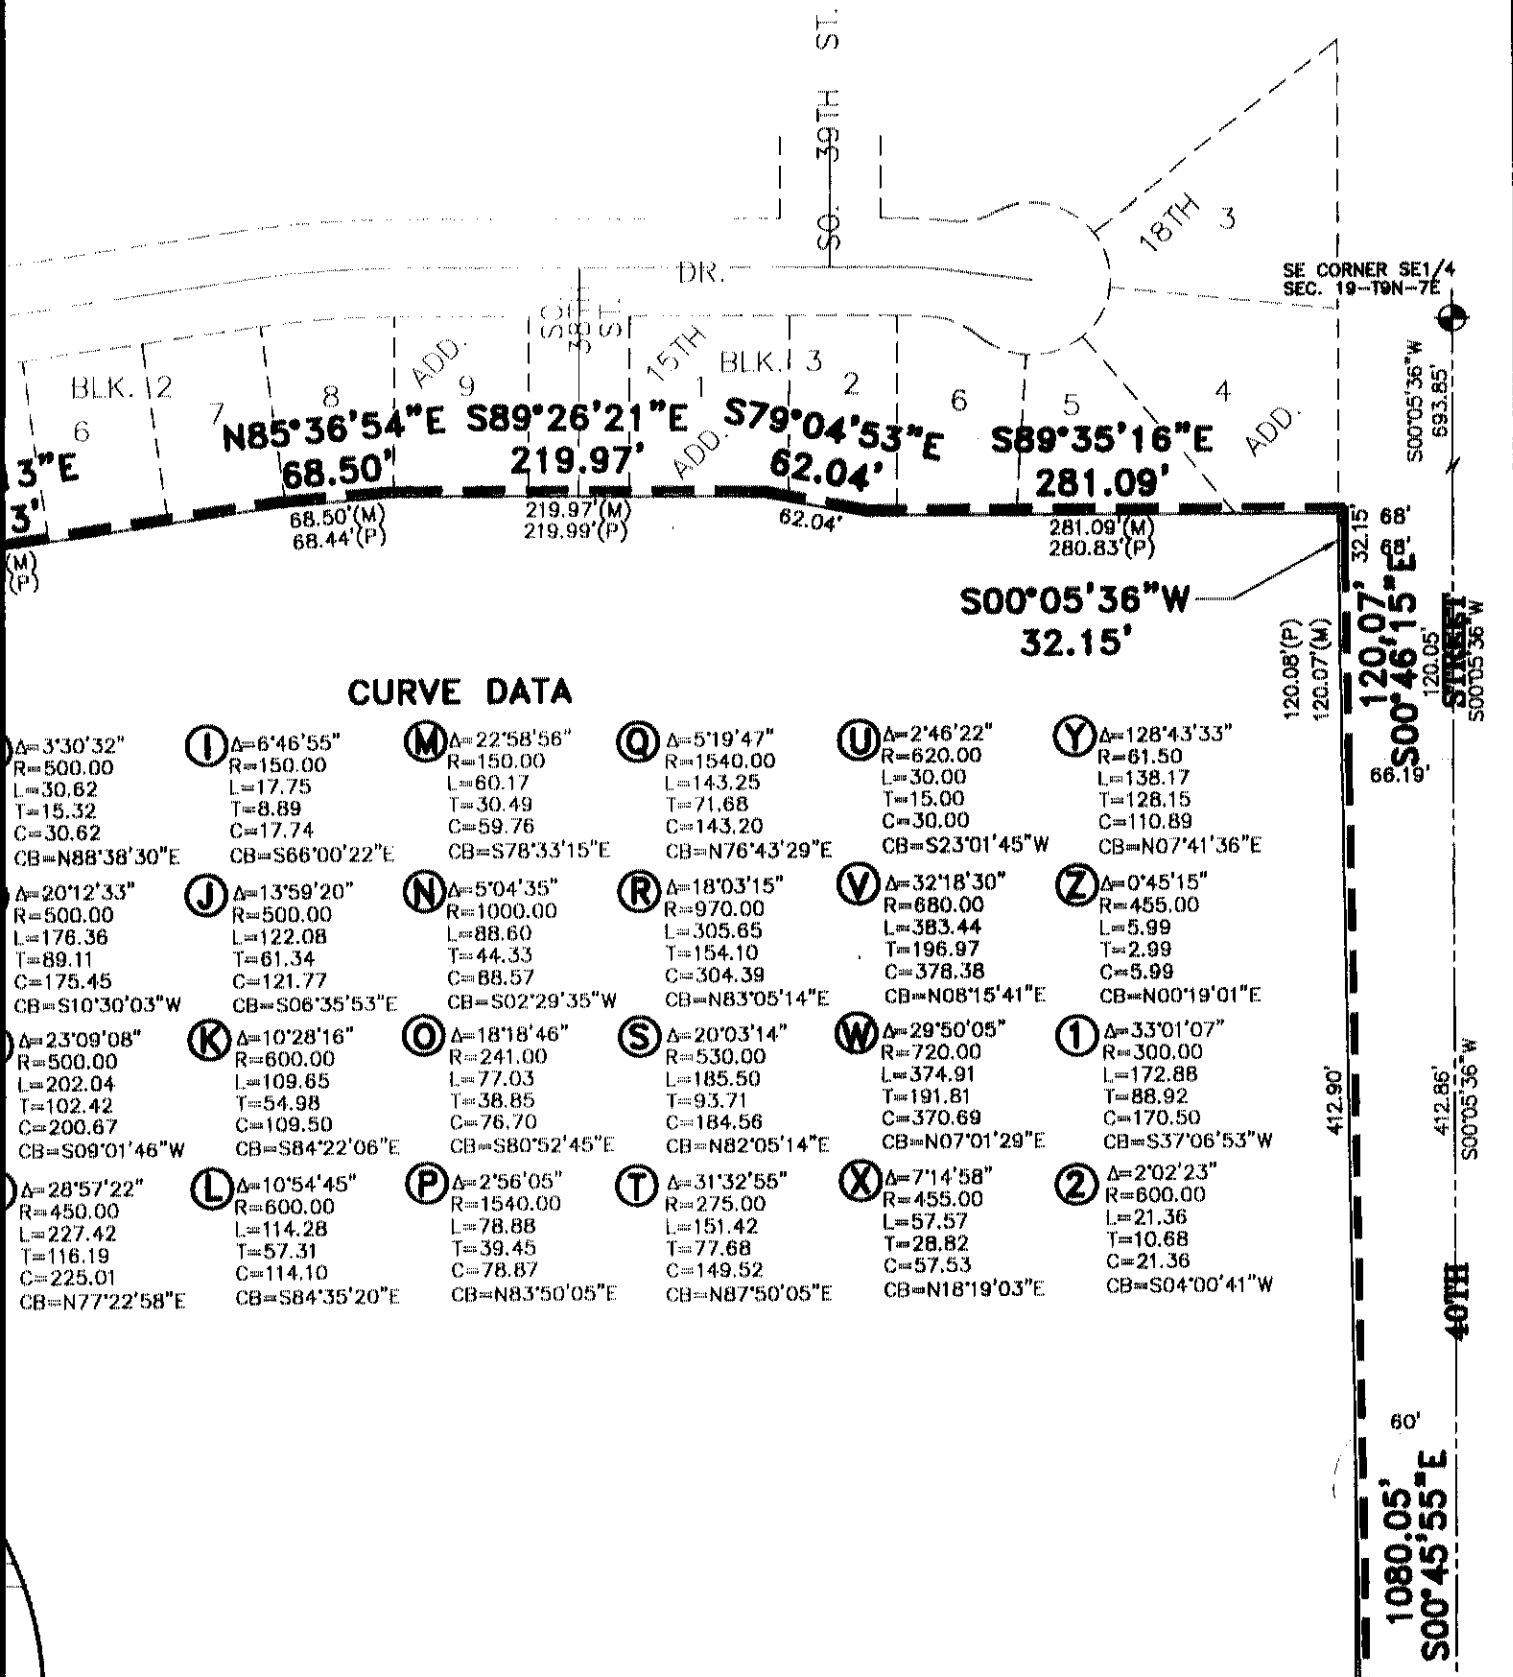 SO. 39TH ST.
18TH
3
SE CORNER SE1/4
SEC. 19-T9N-7E
DR.
SO.
38TH
ST.
BLK. 2
6
7
8
ADD.
9
15TH
ADD.
BLK. 3
1
2
6
5
4
ADD.
S00°05'36"W
693.85'
3"E
3'
(M)
(P)
N85°36'54"E
68.50'
68.50'(M)
68.44'(P)
S89°26'21"E
219.97'
219.97'(M)
219.99'(P)
S79°04'53"E
62.04'
62.04'
S89°35'16"E
281.09'
281.09'(M)
280.83'(P)
32.15'
68'
68'
S00°05'36"W
32.15'
120.08'(P)
120.07'(M)
120.07'
S00°46'15"E
120.05'
STREET
S00°05'36"W
66.19'
CURVE DATA
Δ=3°30'32"
R=500.00
L=30.62
T=15.32
C=30.62
CB=N88°38'30"E
I
Δ=6°46'55"
R=150.00
L=17.75
T=8.89
C=17.74
CB=S66°00'22"E
M
Δ=22°58'56"
R=150.00
L=60.17
T=30.49
C=59.76
CB=S78°33'15"E
Q
Δ=5°19'47"
R=1540.00
L=143.25
T=71.68
C=143.20
CB=N76°43'29"E
U
Δ=2°46'22"
R=620.00
L=30.00
T=15.00
C=30.00
CB=S23°01'45"W
Y
Δ=128°43'33"
R=61.50
L=138.17
T=128.15
C=110.89
CB=N07°41'36"E
Δ=20°12'33"
R=500.00
L=176.36
T=89.11
C=175.45
CB=S10°30'03"W
J
Δ=13°59'20"
R=500.00
L=122.08
T=61.34
C=121.77
CB=S06°35'53"E
N
Δ=5°04'35"
R=1000.00
L=88.60
T=44.33
C=88.57
CB=S02°29'35"W
R
Δ=18°03'15"
R=970.00
L=305.65
T=154.10
C=304.39
CB=N83°05'14"E
V
Δ=32°18'30"
R=680.00
L=383.44
T=196.97
C=378.38
CB=N08°15'41"E
Z
Δ=0°45'15"
R=455.00
L=5.99
T=2.99
C=5.99
CB=N00°19'01"E
Δ=23°09'08"
R=500.00
L=202.04
T=102.42
C=200.67
CB=S09°01'46"W
K
Δ=10°28'16"
R=600.00
L=109.65
T=54.98
C=109.50
CB=S84°22'06"E
O
Δ=18°18'46"
R=241.00
L=77.03
T=38.85
C=76.70
CB=S80°52'45"E
S
Δ=20°03'14"
R=530.00
L=185.50
T=93.71
C=184.56
CB=N82°05'14"E
W
Δ=29°50'05"
R=720.00
L=374.91
T=191.81
C=370.69
CB=N07°01'29"E
1
Δ=33°01'07"
R=300.00
L=172.88
T=88.92
C=170.50
CB=S37°06'53"W
Δ=28°57'22"
R=450.00
L=227.42
T=116.19
C=225.01
CB=N77°22'58"E
L
Δ=10°54'45"
R=600.00
L=114.28
T=57.31
C=114.10
CB=S84°35'20"E
P
Δ=2°56'05"
R=1540.00
L=78.88
T=39.45
C=78.87
CB=N83°50'05"E
T
Δ=31°32'55"
R=275.00
L=151.42
T=77.68
C=149.52
CB=N87°50'05"E
X
Δ=7°14'58"
R=455.00
L=57.57
T=28.82
C=57.53
CB=N18°19'03"E
2
Δ=2°02'23"
R=600.00
L=21.36
T=10.68
C=21.36
CB=S04°00'41"W
412.90'
412.86'
S00°05'36"W
40TH
60'
1080.05'
S00°45'55"E